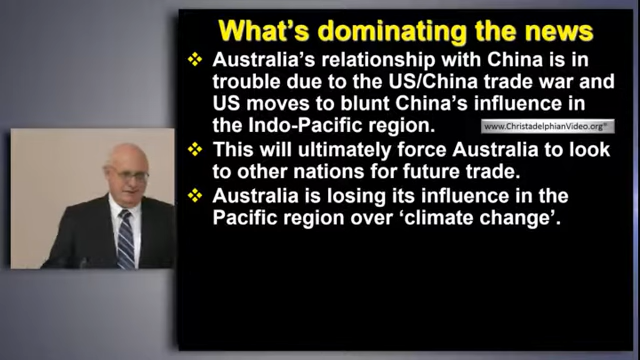 What's dominating the news
Australia's relationship with China is in
trouble due to the US/China trade war and
US moves to blunt China's influence in
the Indo-Pacific region.
www.ChristadelphianVideo.org
This will ultimately force Australia to look
to other nations for future trade.
Australia is losing its influence in the
Pacific region over 'climate change'.